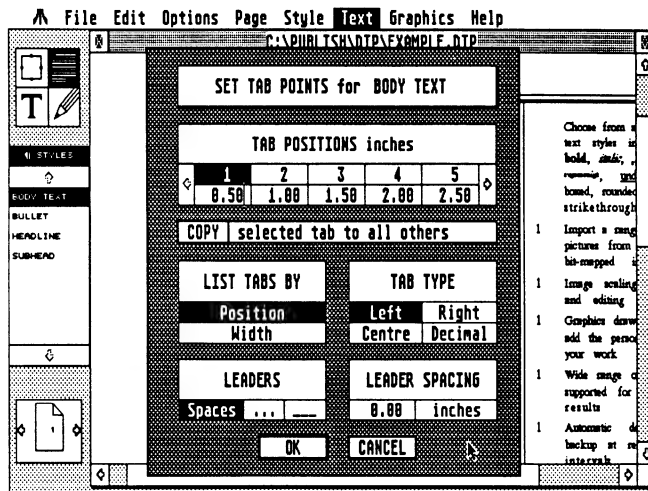 File Edit Options Page Style Text Graphics Help
C:\PUBLISH\DTP\EXAMPLE.DTP
SET TAB POINTS for BODY TEXT
TAB POSITIONS inches
1 2 3 4 5
0.50 1.00 1.50 2.00 2.50
COPY selected tab to all others
LIST TABS BY
Position
Width
TAB TYPE
Left Right
Centre Decimal
LEADERS
Spaces ... ___
LEADER SPACING
0.00 inches
OK CANCEL
T
¶ STYLES
BODY TEXT
BULLET
HEADLINE
SUBHEAD
1
Choose from
text styles
bold, italic,
boxed, rounded
strikethrough
1 Import a
pictures from
bit-mapped
1 Image scaling
and editing
1 Graphics
add the
your work
1 Wide range
supported for
results
1 Automatic
backup at
intervals